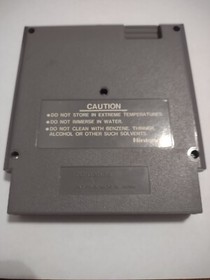 CAUTION
•DO NOT STORE IN EXTREME TEMPERATURES.
•DO NOT IMMERSE IN WATER.
•DO NOT CLEAN WITH BENZENE, THINNER,
ALCOHOL OR OTHER SUCH SOLVENTS.
Nintendo